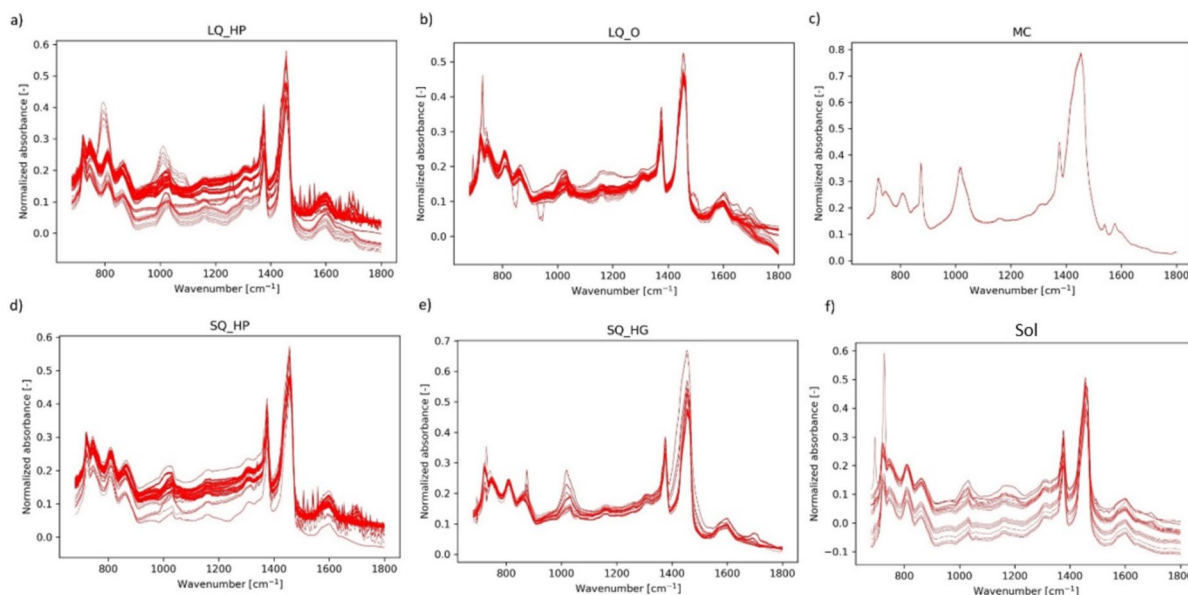 a)
LQ_HP
Normalized absorbance [-]
0.6
0.5
0.4
0.3
0.2
0.1
0.0
800 1000 1200 1400 1600 1800
Wavenumber [cm⁻¹]
b)
LQ_O
Normalized absorbance [-]
0.5
0.4
0.3
0.2
0.1
0.0
800 1000 1200 1400 1600 1800
Wavenumber [cm⁻¹]
c)
MC
Normalized absorbance [-]
0.8
0.7
0.6
0.5
0.4
0.3
0.2
0.1
0.0
800 1000 1200 1400 1600 1800
Wavenumber [cm⁻¹]
d)
SQ_HP
Normalized absorbance [-]
0.6
0.5
0.4
0.3
0.2
0.1
0.0
800 1000 1200 1400 1600 1800
Wavenumber [cm⁻¹]
e)
SQ_HG
Normalized absorbance [-]
0.7
0.6
0.5
0.4
0.3
0.2
0.1
0.0
800 1000 1200 1400 1600 1800
Wavenumber [cm⁻¹]
f)
Sol
Normalized absorbance [-]
0.6
0.5
0.4
0.3
0.2
0.1
0.0
−0.1
800 1000 1200 1400 1600 1800
Wavenumber [cm⁻¹]